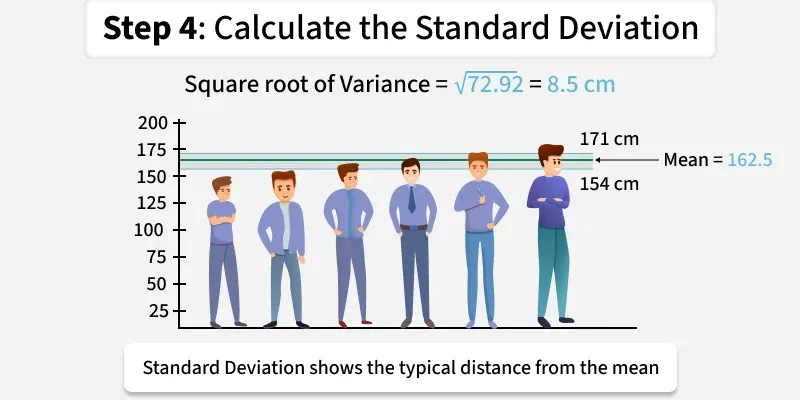 Step 4: Calculate the Standard Deviation
Square root of Variance = √72.92 = 8.5 cm
200
175
150
125
100
75
50
25
171 cm
Mean = 162.5
154 cm
Standard Deviation shows the typical distance from the mean